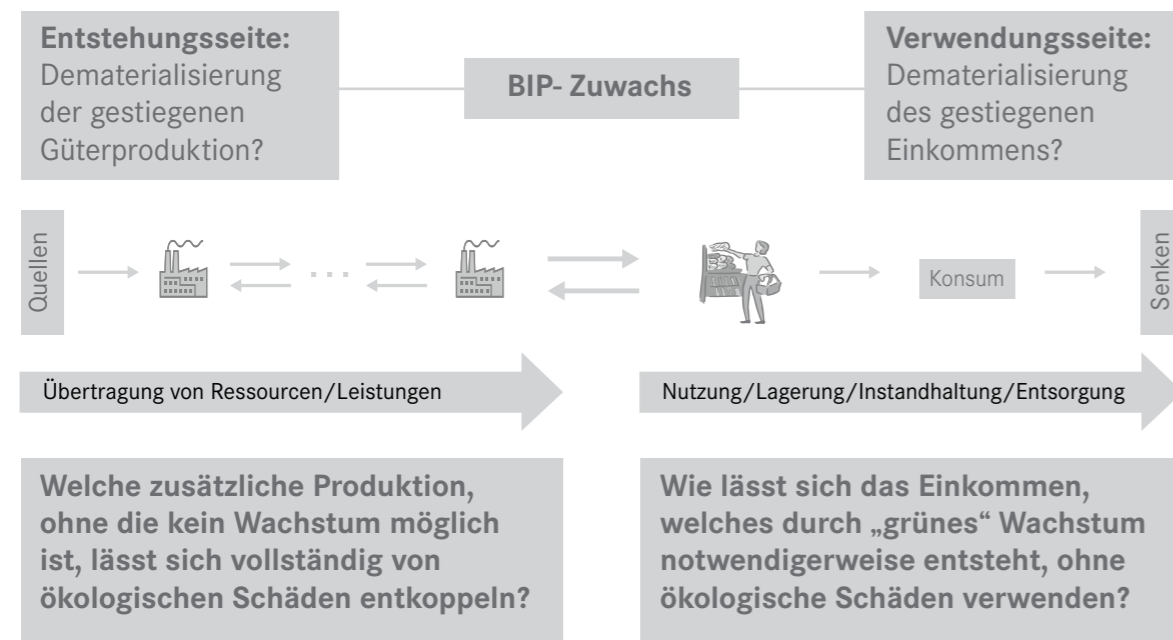 Entstehungsseite:
Dematerialisierung
der gestiegenen
Güterproduktion?
BIP- Zuwachs
Verwendungsseite:
Dematerialisierung
des gestiegenen
Einkommens?
Quellen
. . .
Konsum
Senken
Übertragung von Ressourcen/Leistungen
Nutzung/Lagerung/Instandhaltung/Entsorgung
Welche zusätzliche Produktion,
ohne die kein Wachstum möglich
ist, lässt sich vollständig von
ökologischen Schäden entkoppeln?
Wie lässt sich das Einkommen,
welches durch „grünes“ Wachstum
notwendigerweise entsteht, ohne
ökologische Schäden verwenden?